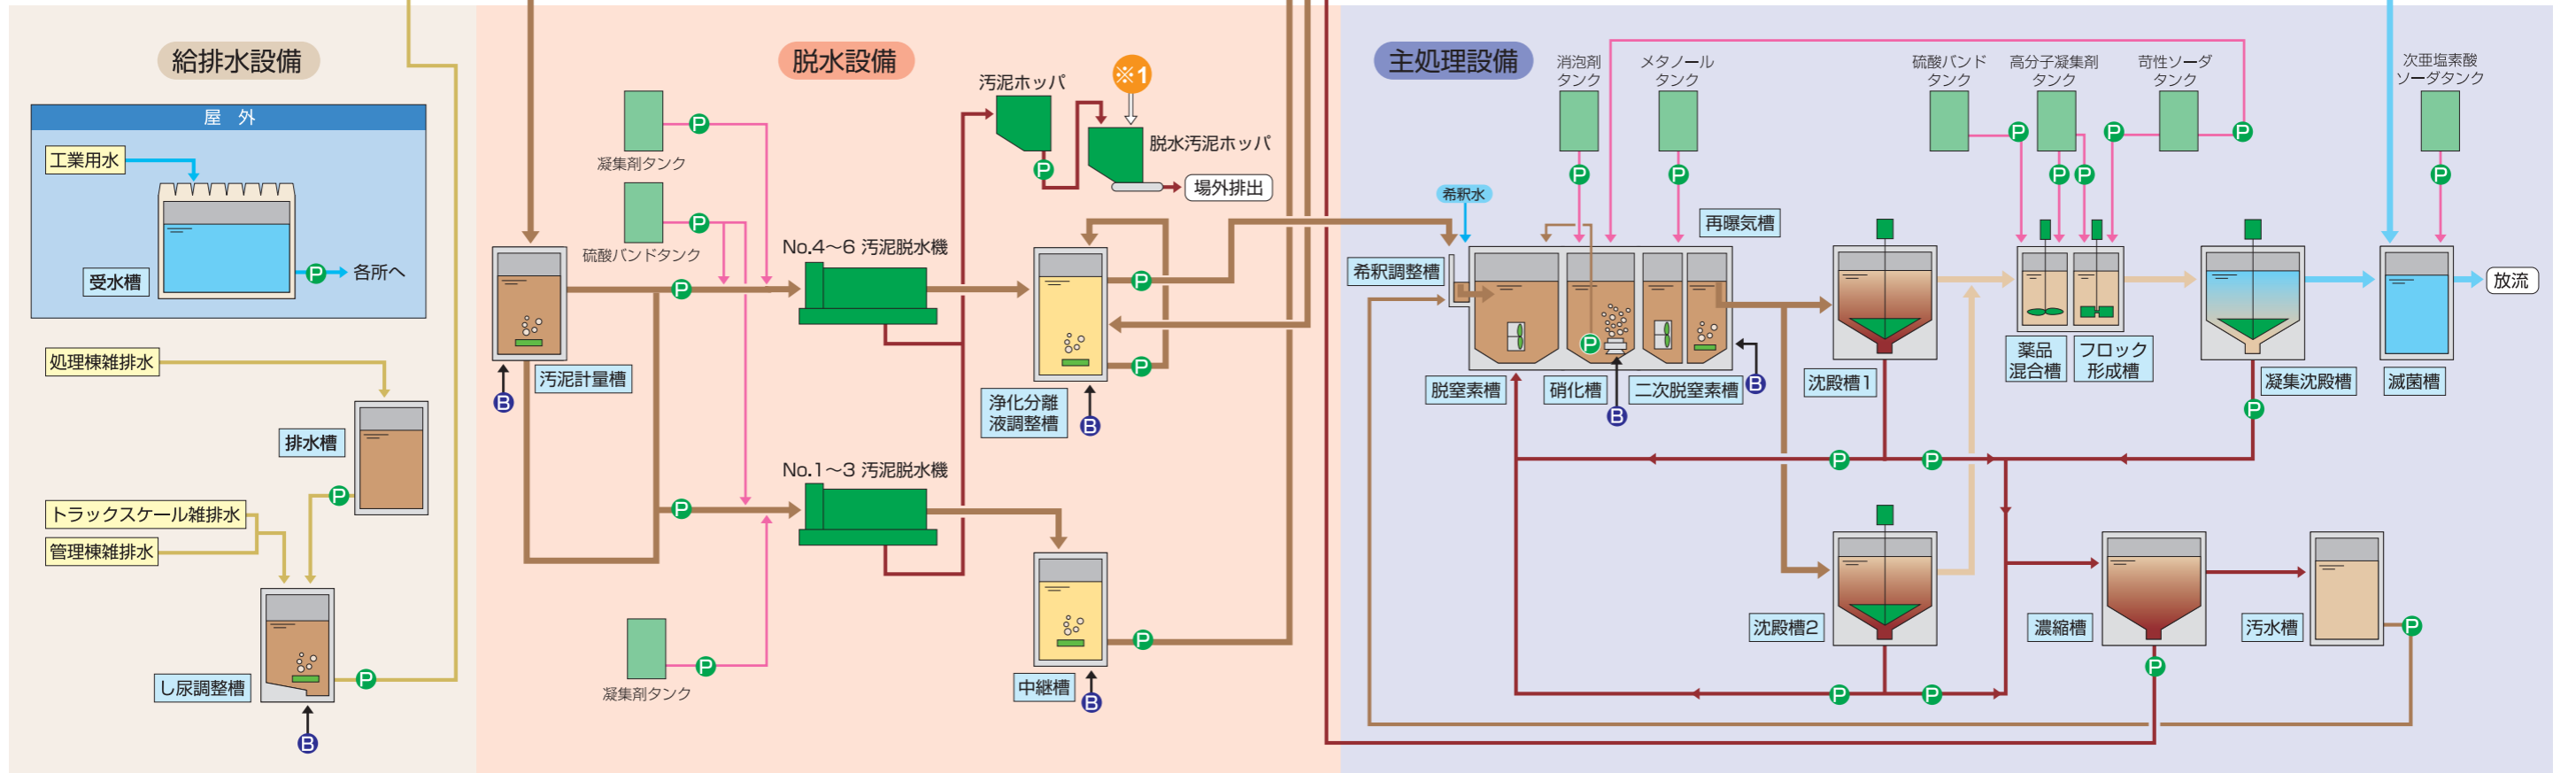 給排水設備
屋　外
工業用水
受水槽
P
各所へ
処理棟雑排水
排水槽
P
トラックスケール雑排水
管理棟雑排水
し尿調整槽
P
B
脱水設備
凝集剤タンク
P
硫酸バンドタンク
P
汚泥ホッパ
P
※1
脱水汚泥ホッパ
場外排出
No.4～6 汚泥脱水機
P
汚泥計量槽
B
P
P
浄化分離
液調整槽
B
No.1～3 汚泥脱水機
P
凝集剤タンク
P
中継槽
P
B
主処理設備
消泡剤
タンク
P
メタノール
タンク
P
硫酸バンド
タンク
P
高分子凝集剤
タンク
P
P
苛性ソーダ
タンク
P
P
次亜塩素酸
ソーダタンク
P
希釈水
再曝気槽
希釈調整槽
P
脱窒素槽
硝化槽
B
二次脱窒素槽
B
沈殿槽1
薬品
混合槽
フロック
形成槽
凝集沈殿槽
P
滅菌槽
放流
P
P
沈殿槽2
P
P
濃縮槽
P
汚水槽
P